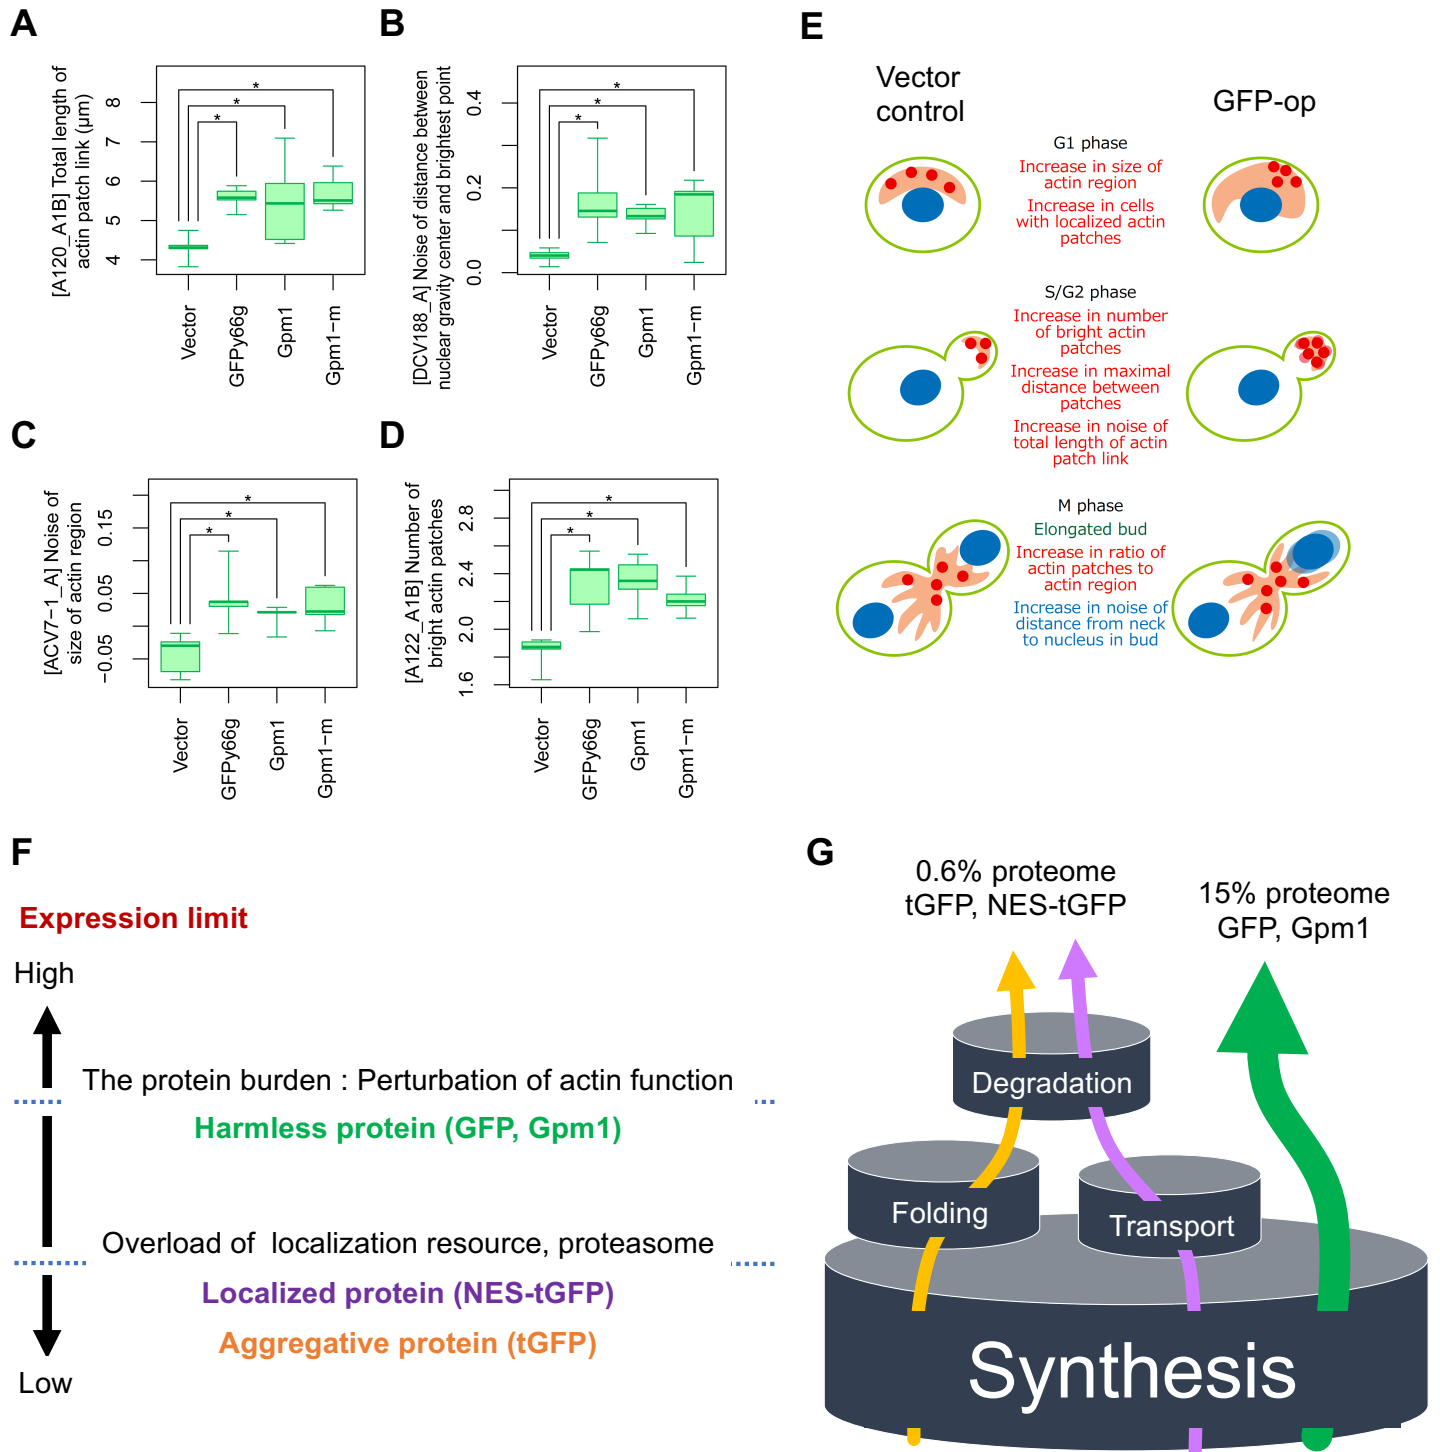 A
[A120_A1B] Total length of
actin patch link (μm)
8
7
6
5
4
*
*
*
Vector
GFPy66g
Gpm1
Gpm1−m
B
[DCV188_A] Noise of distance between
nuclear gravity center and brightest point
0.4
0.2
0.0
*
*
*
Vector
GFPy66g
Gpm1
Gpm1−m
C
[ACV7−1_A] Noise of
size of actin region
0.15
0.05
−0.05
*
*
*
Vector
GFPy66g
Gpm1
Gpm1−m
D
[A122_A1B] Number of
bright actin patches
2.8
2.4
2.0
1.6
*
*
*
Vector
GFPy66g
Gpm1
Gpm1−m
E
Vector
control
GFP-op
G1 phase
Increase in size of
actin region
Increase in cells
with localized actin
patches
S/G2 phase
Increase in number
of bright actin
patches
Increase in maximal
distance between
patches
Increase in noise of
total length of actin
patch link
M phase
Elongated bud
Increase in ratio of
actin patches to
actin region
Increase in noise of
distance from neck
to nucleus in bud
F
Expression limit
High
The protein burden : Perturbation of actin function
Harmless protein (GFP, Gpm1)
Overload of localization resource, proteasome
Localized protein (NES-tGFP)
Aggregative protein (tGFP)
Low
G
0.6% proteome
tGFP, NES-tGFP
15% proteome
GFP, Gpm1
Degradation
Folding
Transport
Synthesis